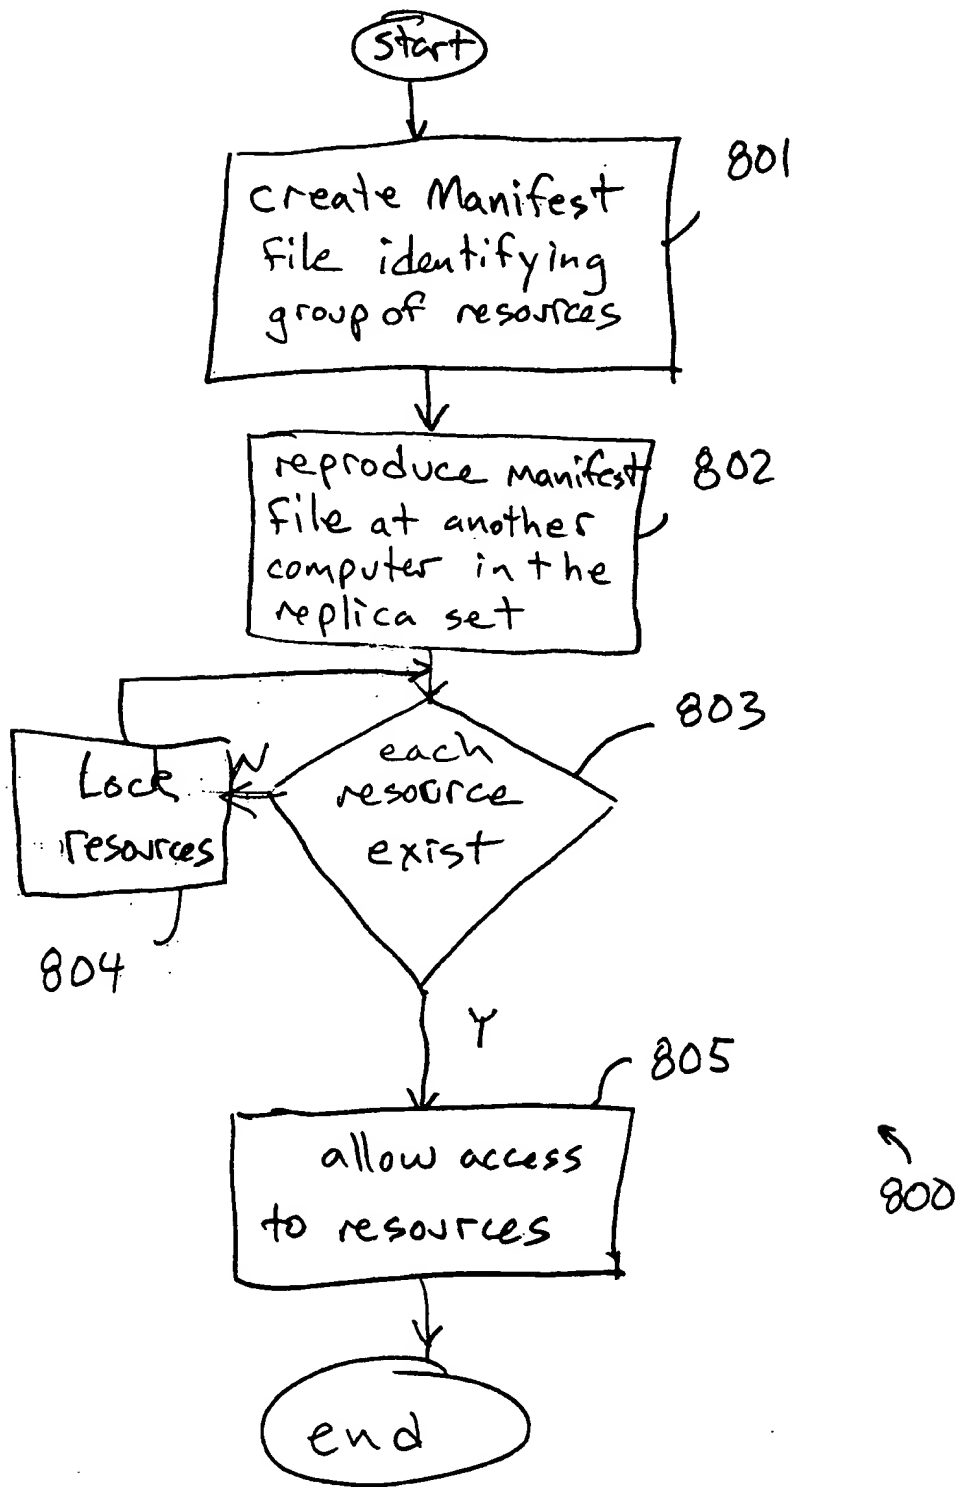 start
801
create Manifest
file identifying
group of resources
802
reproduce Manifest
file at another
computer in the
replica set
803
each
resource
exist
N
Lock
resources
804
Y
805
allow access
to resources
800
end